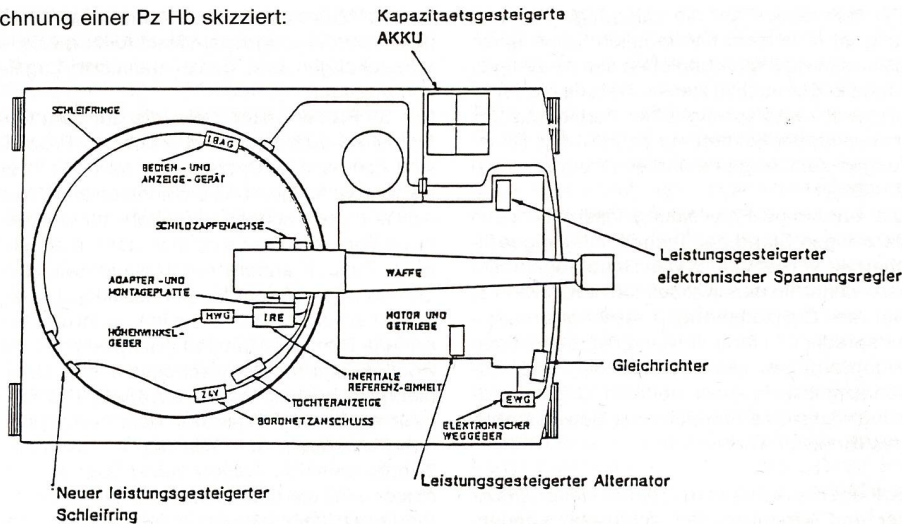 chnung einer Pz Hb skizziert:
Kapazitaetsgesteigerte
AKKU
SCHLEIFRINGE
IBAG
BEDIEN - UND
ANZEIGE - GERÄT
SCHILDZAPFENACHSE
WAFFE
Leistungsgesteigerter
elektronischer Spannungsregler
ADAPTER - UND
MONTAGEPLATTE
HWG
IRE
HÖHENWINKEL-
GEBER
MOTOR UND
GETRIEBE
INERTIALE
REFERENZ-EINHEIT
TOCHTERANZEIGE
BORDNETZANSCHLUSS
ZLV
Gleichrichter
EWG
ELEKTRONISCHER
WEGGEBER
Leistungsgesteigerter Alternator
Neuer leistungsgesteigerter
Schleifring